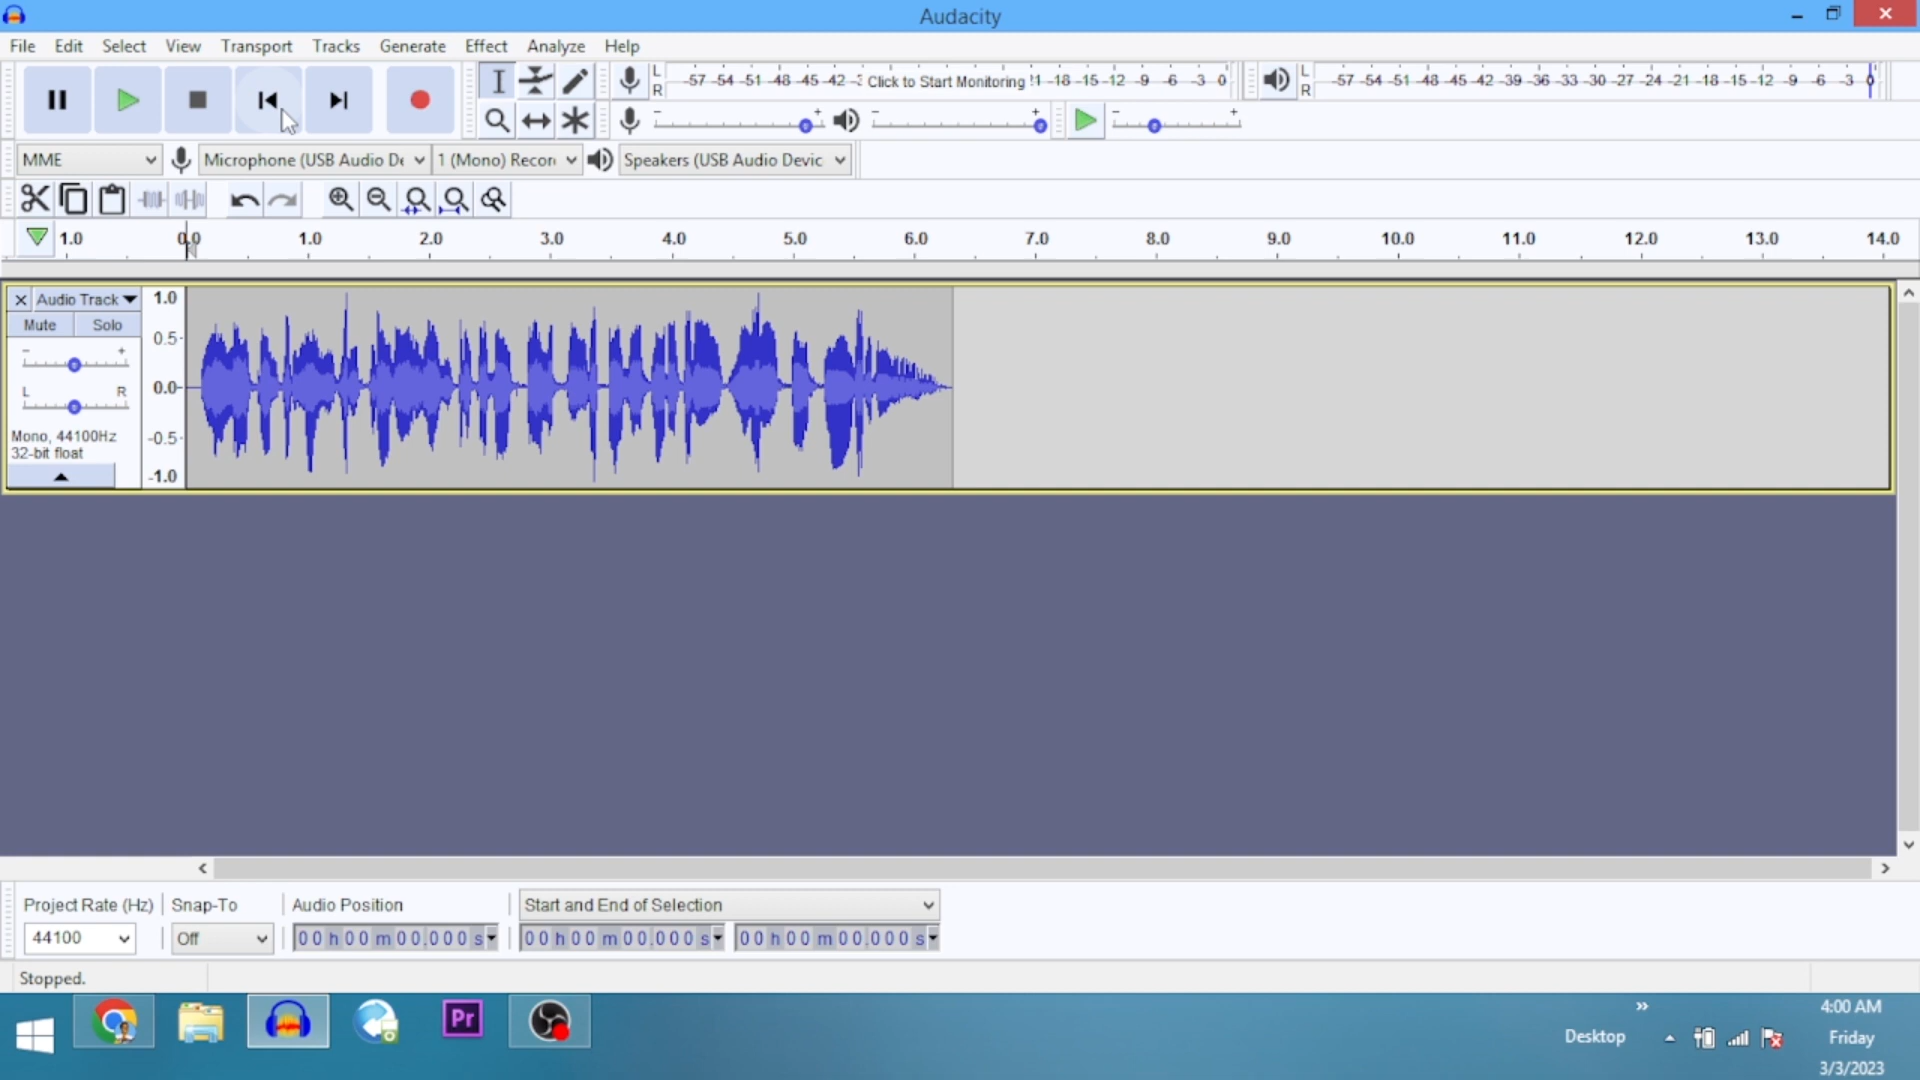 Audacity
File Edit Select View Transport Tracks Generate Effect Analyze Help
L R -57 -54 -51 -48 -45 -42 Click to Start Monitoring -18 -15 -12 -9 -6 -3 0
L R -57 -54 -51 -48 -45 -42 -39 -36 -33 -30 -27 -24 -21 -18 -15 -12 -9 -6 -3 0
- + - + - +
MME Microphone (USB Audio De 1 (Mono) Recor Speakers (USB Audio Devic
1.0 0.0 1.0 2.0 3.0 4.0 5.0 6.0 7.0 8.0 9.0 10.0 11.0 12.0 13.0 14.0
Audio Track
Mute Solo
- +
L R
Mono, 44100Hz
32-bit float
1.0
0.5
0.0
-0.5
-1.0
Project Rate (Hz) Snap-To Audio Position Start and End of Selection
44100 Off 00 h 00 m 00.000 s 00 h 00 m 00.000 s 00 h 00 m 00.000 s
Stopped.
Pr
Desktop
4:00 AM
Friday
3/3/2023